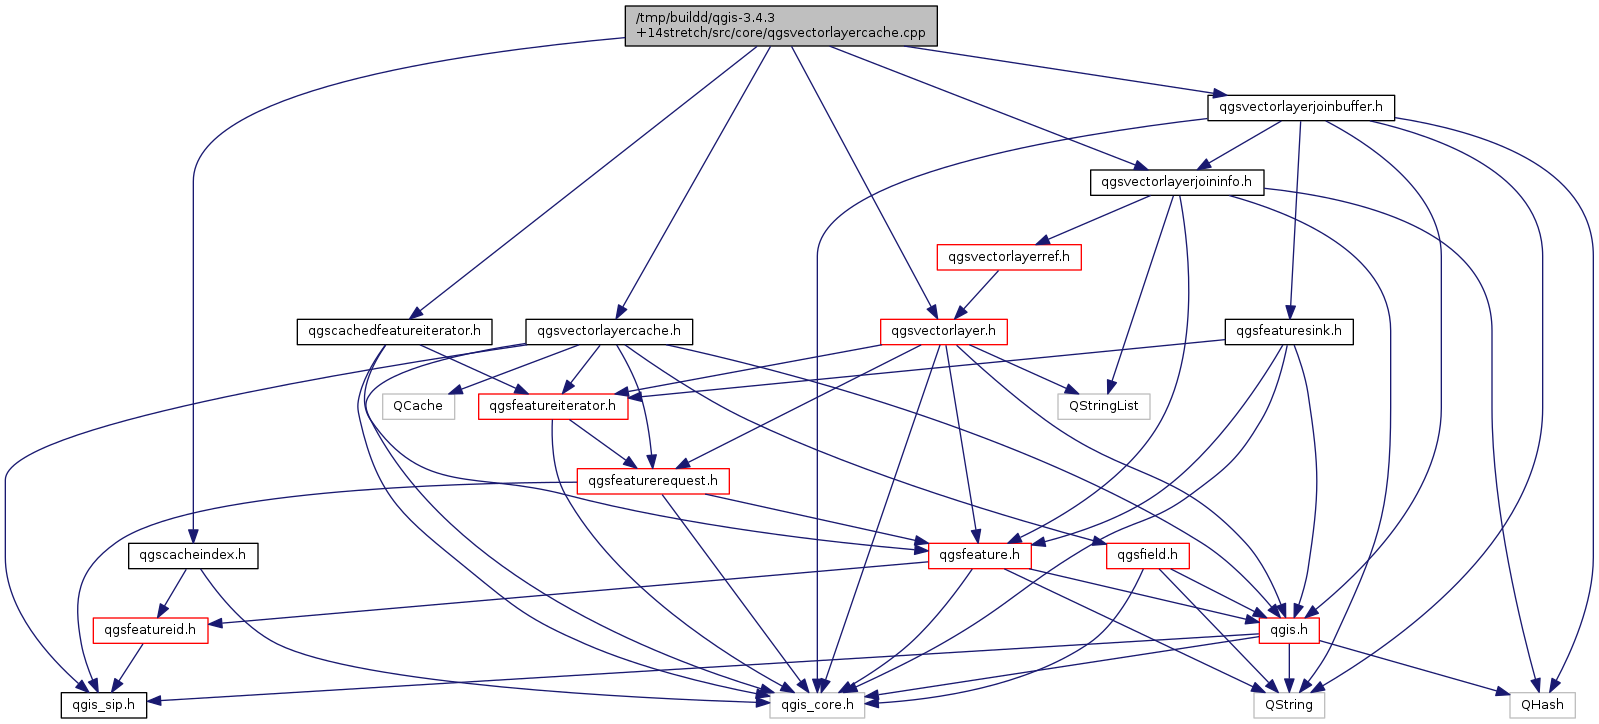 /tmp/buildd/qgis-3.4.3
+14stretch/src/core/qgsvectorlayercache.cpp
qgsvectorlayerjoinbuffer.h
qgsvectorlayerjoininfo.h
qgsvectorlayerref.h
qgscachedfeatureiterator.h
qgsvectorlayercache.h
qgsvectorlayer.h
qgsfeaturesink.h
QCache
qgsfeatureiterator.h
QStringList
qgsfeaturerequest.h
qgscacheindex.h
qgsfeature.h
qgsfield.h
qgsfeatureid.h
qgis.h
qgis_sip.h
qgis_core.h
QString
QHash